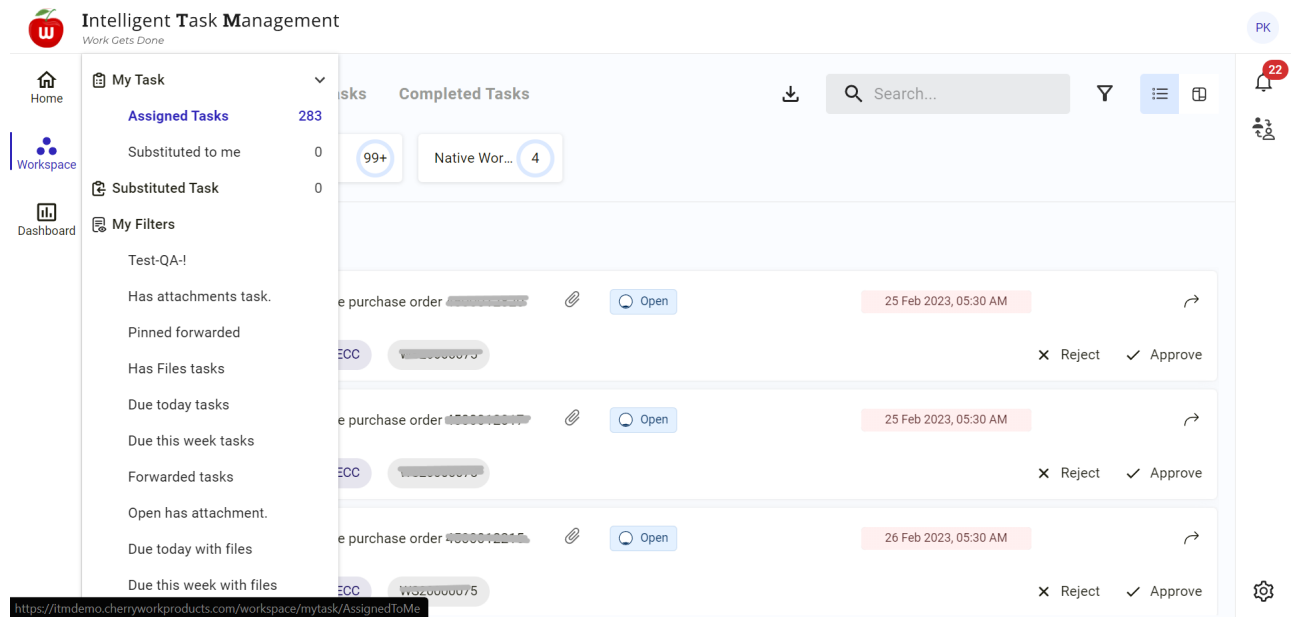 Intelligent Task Management
Work Gets Done
PK
Home
Workspace
Dashboard
My Task
Assigned Tasks 283
Substituted to me 0
Substituted Task 0
My Filters
Test-QA-!
Has attachments task.
Pinned forwarded
Has Files tasks
Due today tasks
Due this week tasks
Forwarded tasks
Open has attachment.
Due today with files
Due this week with files
https://itmdemo.cherryworkproducts.com/workspace/mytask/AssignedToMe
sks Completed Tasks
Search...
22
99+
Native Wor... 4
e purchase order
Open
25 Feb 2023, 05:30 AM
ECC
Reject Approve
e purchase order
Open
25 Feb 2023, 05:30 AM
ECC
Reject Approve
e purchase order
Open
26 Feb 2023, 05:30 AM
ECC
Reject Approve